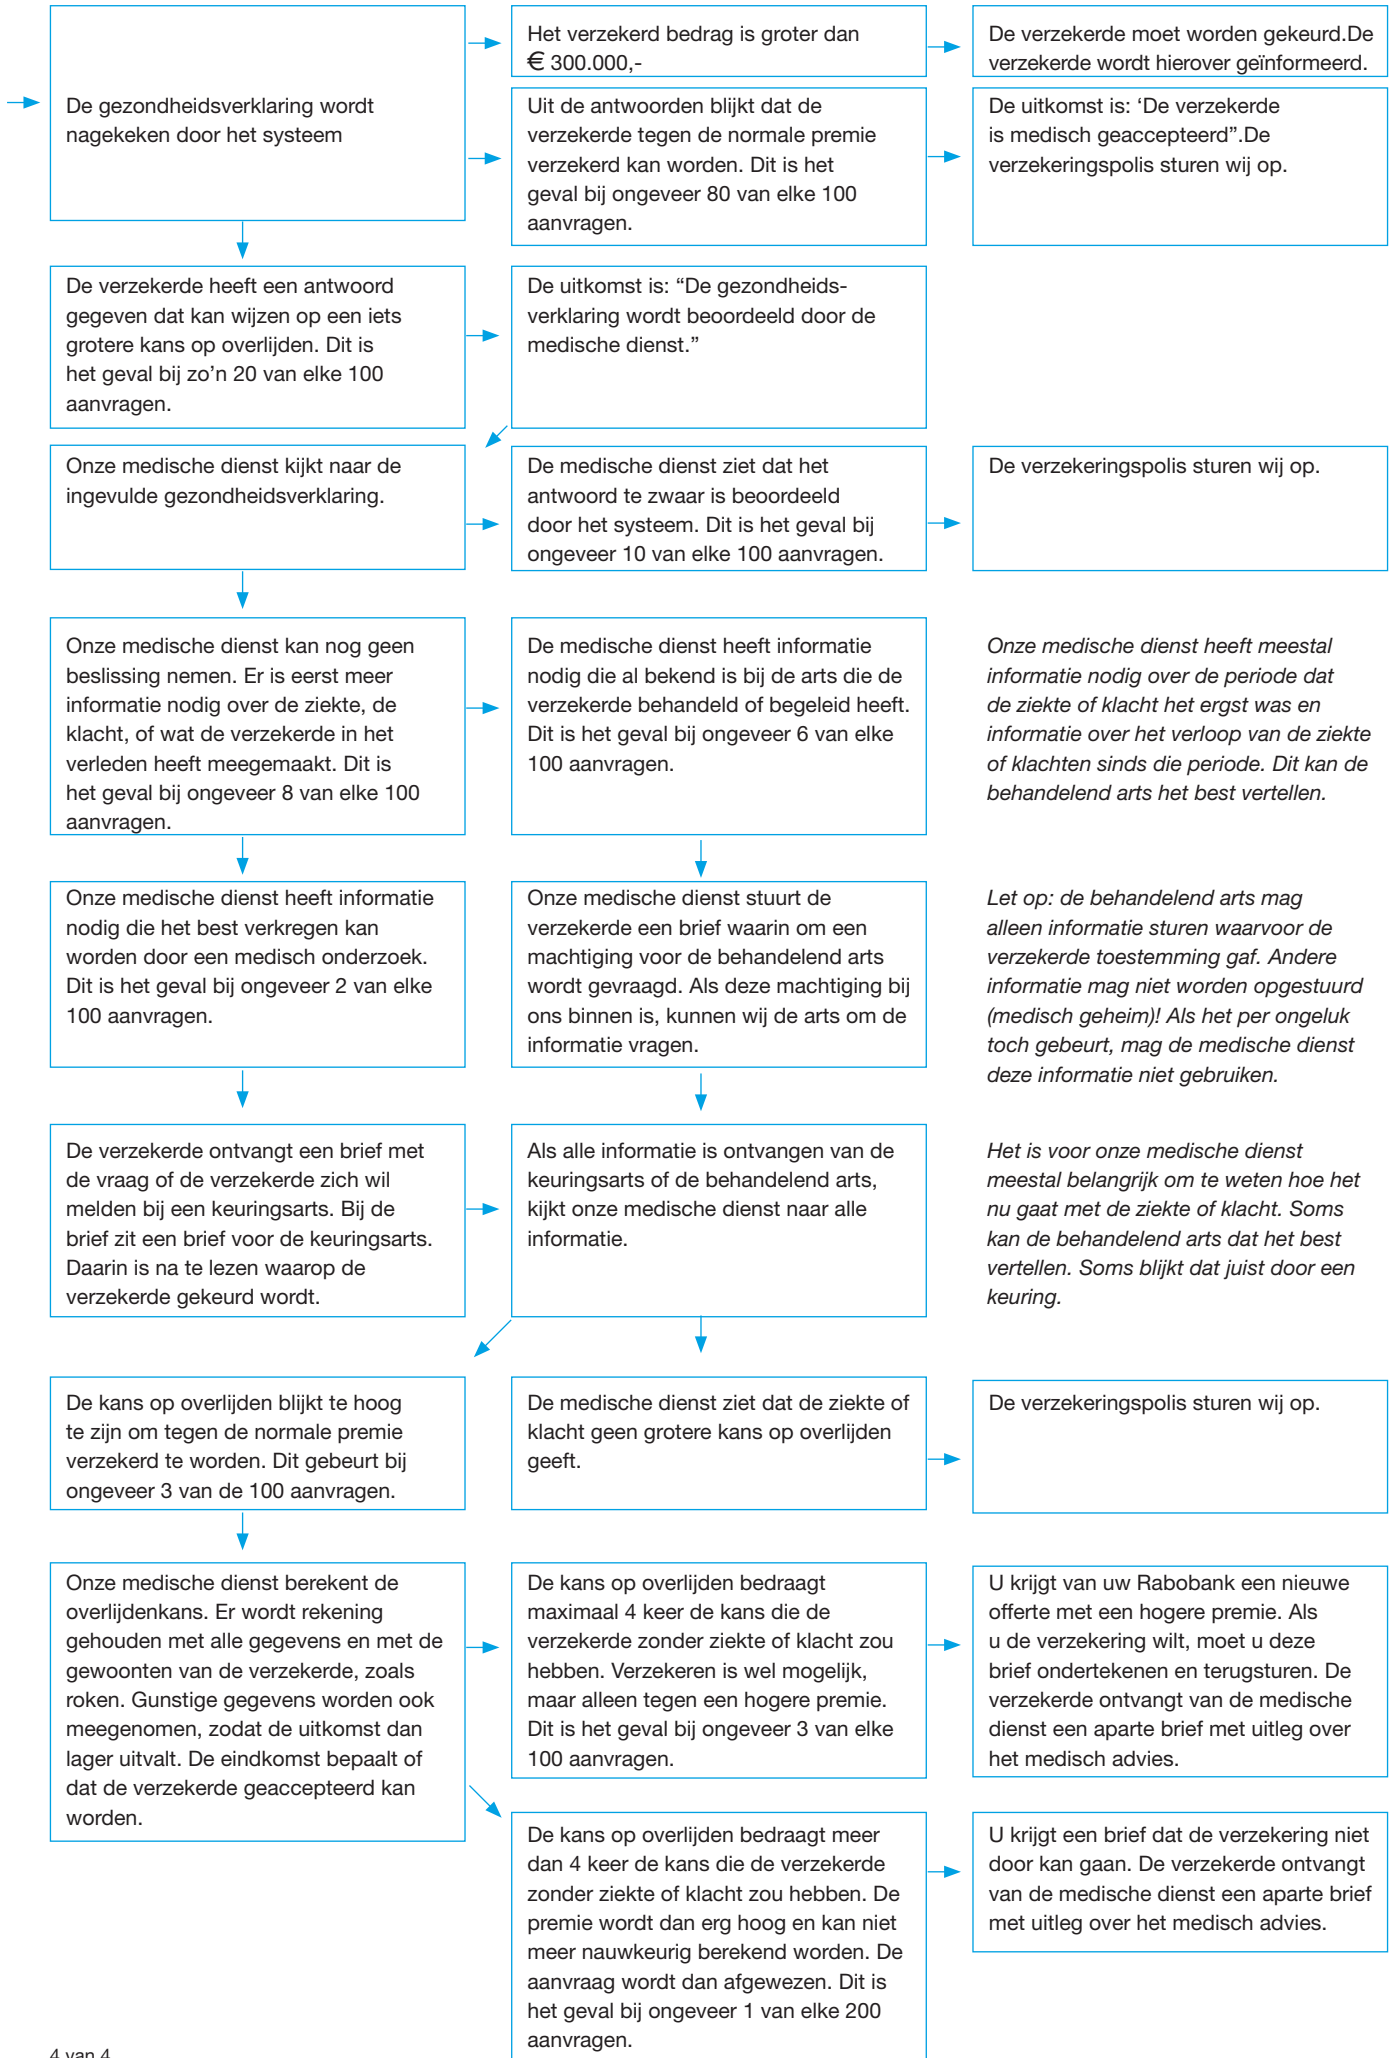 De gezondheidsverklaring wordt
nagekeken door het systeem
Het verzekerd bedrag is groter dan
€ 300.000,-
De verzekerde moet worden gekeurd.De
verzekerde wordt hierover geïnformeerd.
Uit de antwoorden blijkt dat de
verzekerde tegen de normale premie
verzekerd kan worden. Dit is het
geval bij ongeveer 80 van elke 100
aanvragen.
De uitkomst is: ‘De verzekerde
is medisch geaccepteerd”.De
verzekeringspolis sturen wij op.
De verzekerde heeft een antwoord
gegeven dat kan wijzen op een iets
grotere kans op overlijden. Dit is
het geval bij zo’n 20 van elke 100
aanvragen.
De uitkomst is: “De gezondheids-
verklaring wordt beoordeeld door de
medische dienst.”
Onze medische dienst kijkt naar de
ingevulde gezondheidsverklaring.
De medische dienst ziet dat het
antwoord te zwaar is beoordeeld
door het systeem. Dit is het geval bij
ongeveer 10 van elke 100 aanvragen.
De verzekeringspolis sturen wij op.
Onze medische dienst kan nog geen
beslissing nemen. Er is eerst meer
informatie nodig over de ziekte, de
klacht, of wat de verzekerde in het
verleden heeft meegemaakt. Dit is
het geval bij ongeveer 8 van elke 100
aanvragen.
De medische dienst heeft informatie
nodig die al bekend is bij de arts die de
verzekerde behandeld of begeleid heeft.
Dit is het geval bij ongeveer 6 van elke
100 aanvragen.
Onze medische dienst heeft meestal
informatie nodig over de periode dat
de ziekte of klacht het ergst was en
informatie over het verloop van de ziekte
of klachten sinds die periode. Dit kan de
behandelend arts het best vertellen.
Onze medische dienst heeft informatie
nodig die het best verkregen kan
worden door een medisch onderzoek.
Dit is het geval bij ongeveer 2 van elke
100 aanvragen.
Onze medische dienst stuurt de
verzekerde een brief waarin om een
machtiging voor de behandelend arts
wordt gevraagd. Als deze machtiging bij
ons binnen is, kunnen wij de arts om de
informatie vragen.
Let op: de behandelend arts mag
alleen informatie sturen waarvoor de
verzekerde toestemming gaf. Andere
informatie mag niet worden opgestuurd
(medisch geheim)! Als het per ongeluk
toch gebeurt, mag de medische dienst
deze informatie niet gebruiken.
De verzekerde ontvangt een brief met
de vraag of de verzekerde zich wil
melden bij een keuringsarts. Bij de
brief zit een brief voor de keuringsarts.
Daarin is na te lezen waarop de
verzekerde gekeurd wordt.
Als alle informatie is ontvangen van de
keuringsarts of de behandelend arts,
kijkt onze medische dienst naar alle
informatie.
Het is voor onze medische dienst
meestal belangrijk om te weten hoe het
nu gaat met de ziekte of klacht. Soms
kan de behandelend arts dat het best
vertellen. Soms blijkt dat juist door een
keuring.
De kans op overlijden blijkt te hoog
te zijn om tegen de normale premie
verzekerd te worden. Dit gebeurt bij
ongeveer 3 van de 100 aanvragen.
De medische dienst ziet dat de ziekte of
klacht geen grotere kans op overlijden
geeft.
De verzekeringspolis sturen wij op.
Onze medische dienst berekent de
overlijdenkans. Er wordt rekening
gehouden met alle gegevens en met de
gewoonten van de verzekerde, zoals
roken. Gunstige gegevens worden ook
meegenomen, zodat de uitkomst dan
lager uitvalt. De eindkomst bepaalt of
dat de verzekerde geaccepteerd kan
worden.
De kans op overlijden bedraagt
maximaal 4 keer de kans die de
verzekerde zonder ziekte of klacht zou
hebben. Verzekeren is wel mogelijk,
maar alleen tegen een hogere premie.
Dit is het geval bij ongeveer 3 van elke
100 aanvragen.
U krijgt van uw Rabobank een nieuwe
offerte met een hogere premie. Als
u de verzekering wilt, moet u deze
brief ondertekenen en terugsturen. De
verzekerde ontvangt van de medische
dienst een aparte brief met uitleg over
het medisch advies.
De kans op overlijden bedraagt meer
dan 4 keer de kans die de verzekerde
zonder ziekte of klacht zou hebben. De
premie wordt dan erg hoog en kan niet
meer nauwkeurig berekend worden. De
aanvraag wordt dan afgewezen. Dit is
het geval bij ongeveer 1 van elke 200
aanvragen.
U krijgt een brief dat de verzekering niet
door kan gaan. De verzekerde ontvangt
van de medische dienst een aparte brief
met uitleg over het medisch advies.
4 van 4